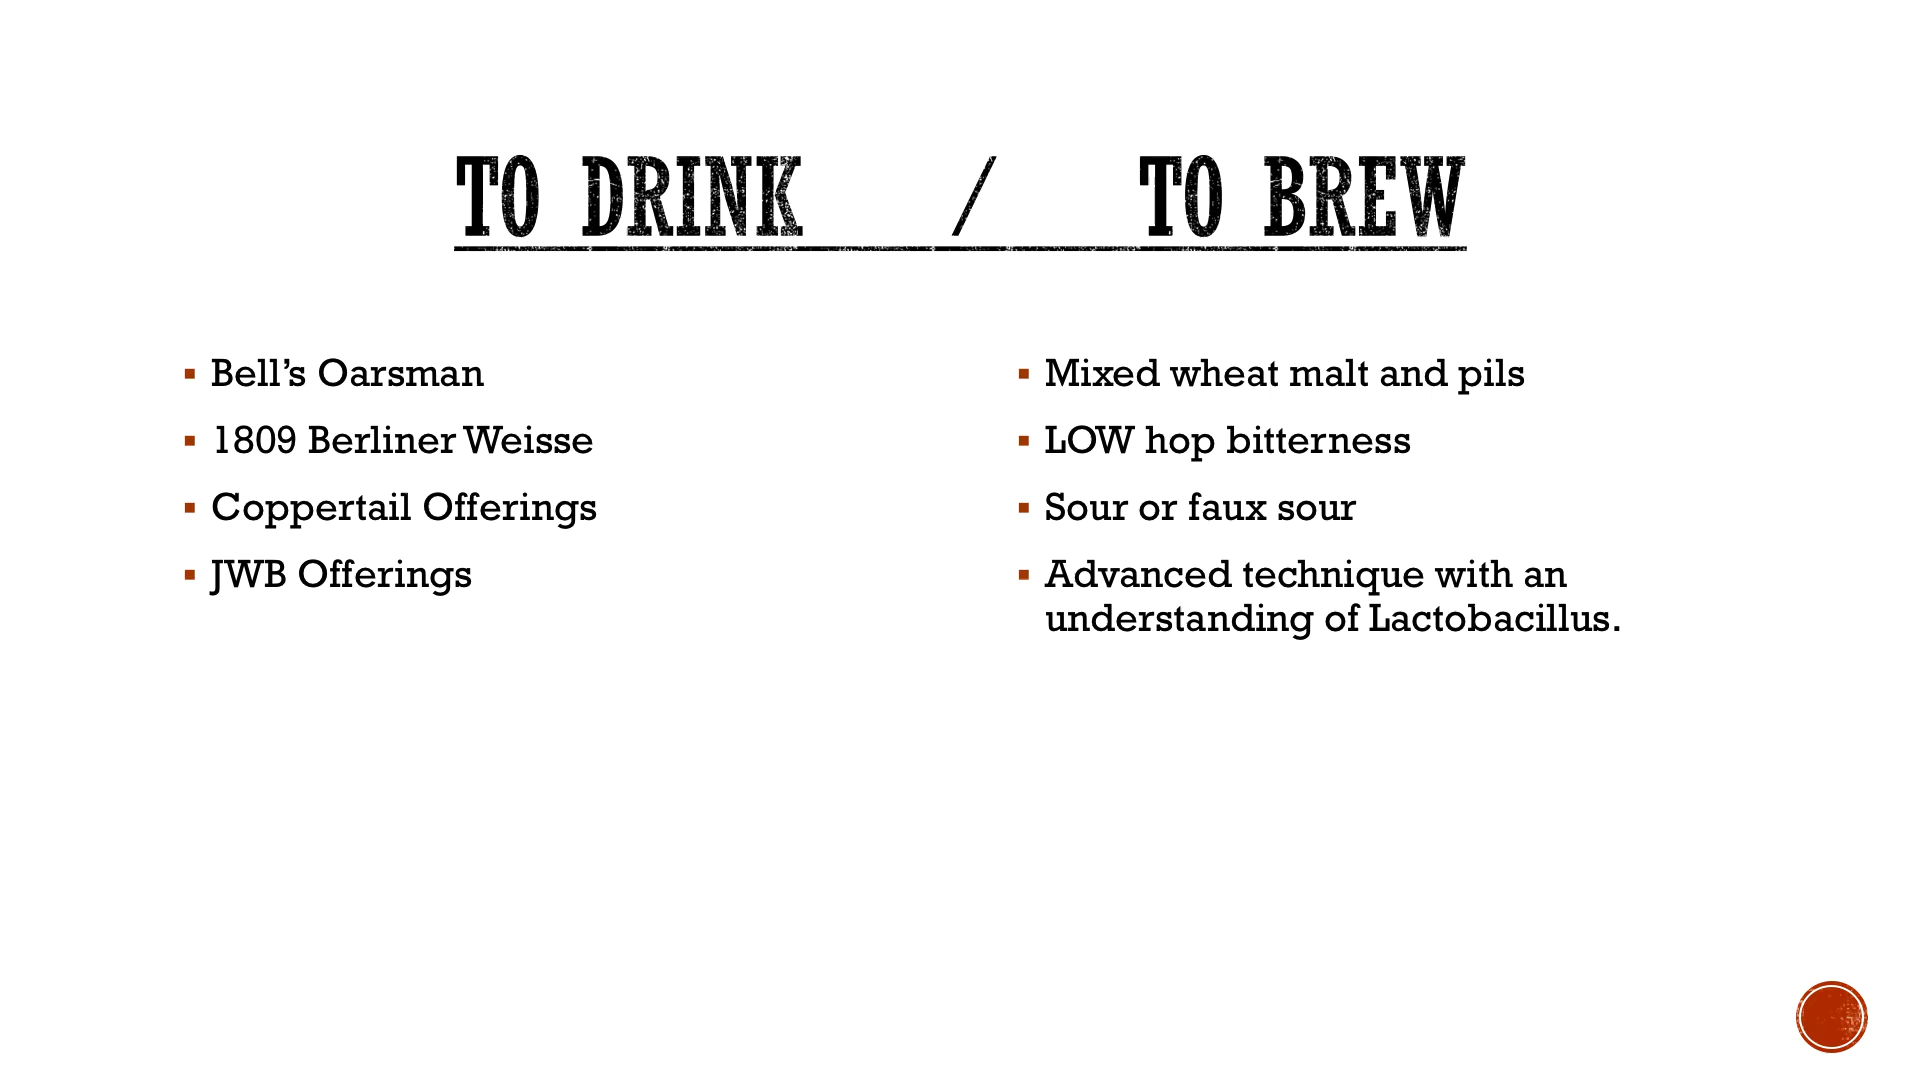 TO DRINK / TO BREW
Bell's Oarsman
1809 Berliner Weisse
Coppertail Offerings
JWB Offerings
Mixed wheat malt and pils
LOW hop bitterness
Sour or faux sour
Advanced technique with an
understanding of Lactobacillus.